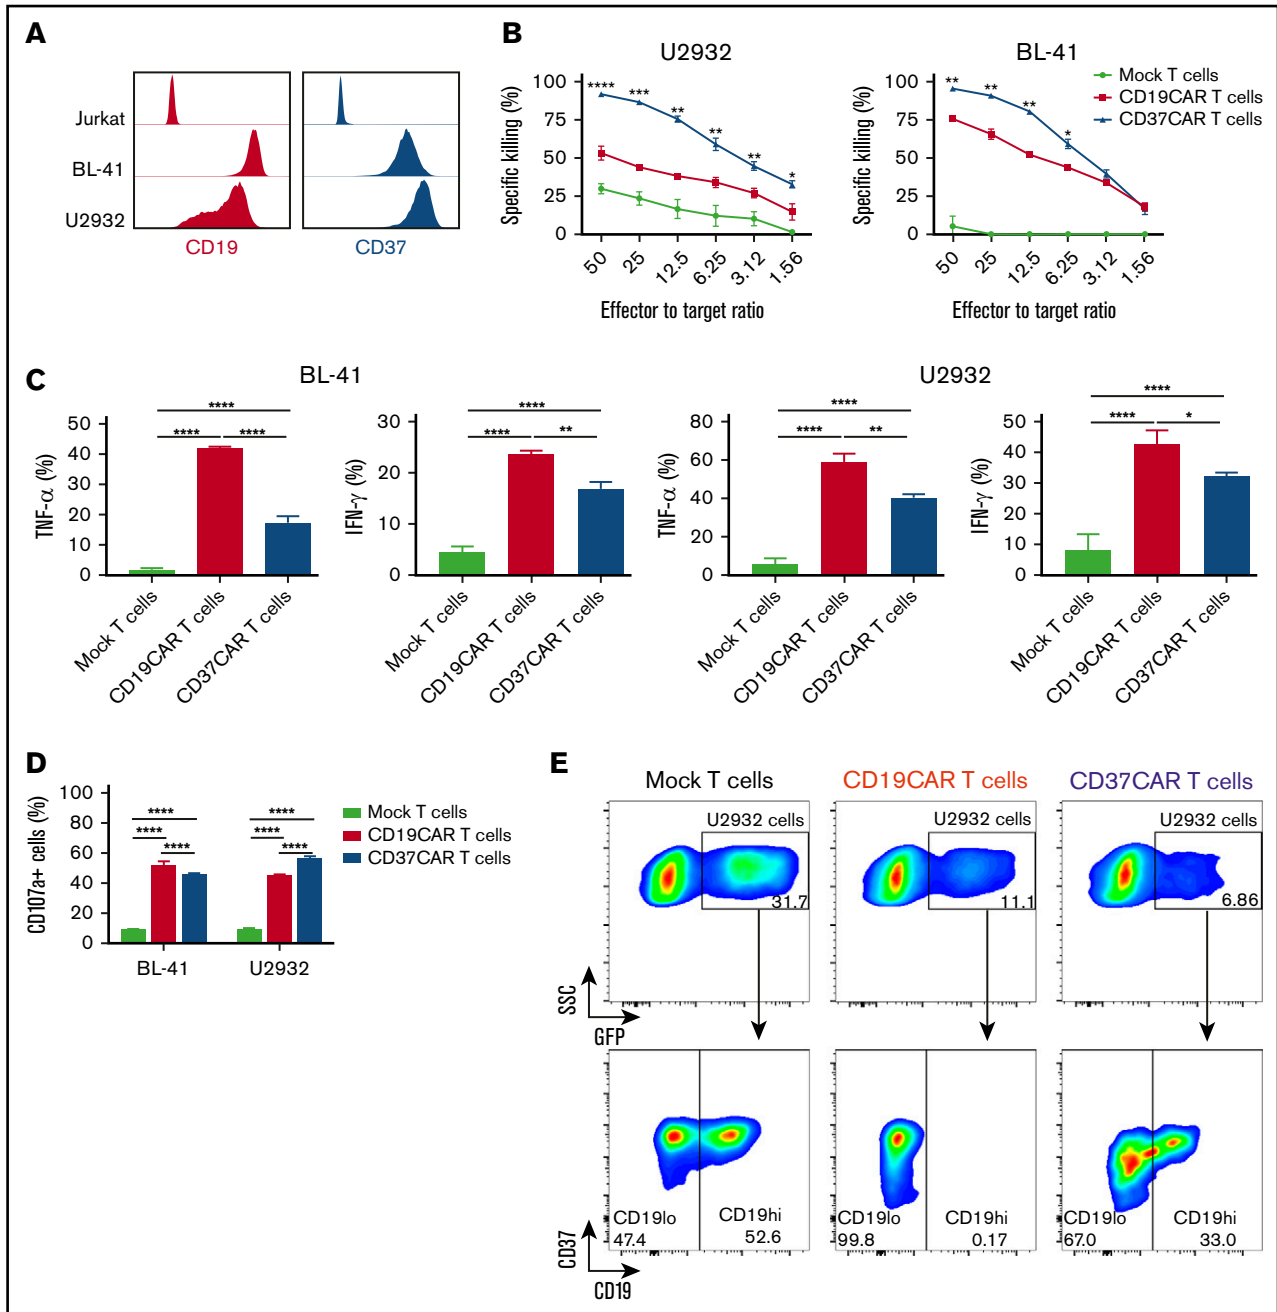 A
Jurkat
BL-41
U2932
CD19
CD37
B
U2932
BL-41
Mock T cells
CD19CAR T cells
CD37CAR T cells
Specific killing (%)
100
75
50
25
0
**** *** ** ** ** *
50 25 12.5 6.25 3.12 1.56
Effector to target ratio
Specific killing (%)
100
75
50
25
0
** ** ** *
50 25 12.5 6.25 3.12 1.56
Effector to target ratio
C
BL-41
U2932
TNF-α (%)
50
40
30
20
10
0
****
**** ****
Mock T cells
CD19CAR T cells
CD37CAR T cells
IFN-γ (%)
30
20
10
0
****
**** **
Mock T cells
CD19CAR T cells
CD37CAR T cells
TNF-α (%)
80
60
40
20
0
****
**** **
Mock T cells
CD19CAR T cells
CD37CAR T cells
IFN-γ (%)
50
40
30
20
10
0
****
**** *
Mock T cells
CD19CAR T cells
CD37CAR T cells
D
CD107a+ cells (%)
100
80
60
40
20
0
****
****
****
****
****
****
BL-41 U2932
Mock T cells
CD19CAR T cells
CD37CAR T cells
E
Mock T cells
CD19CAR T cells
CD37CAR T cells
U2932 cells
31.7
U2932 cells
11.1
U2932 cells
6.86
SSC
GFP
CD19lo
47.4
CD19hi
52.6
CD19lo
99.8
CD19hi
0.17
CD19lo
67.0
CD19hi
33.0
CD37
CD19